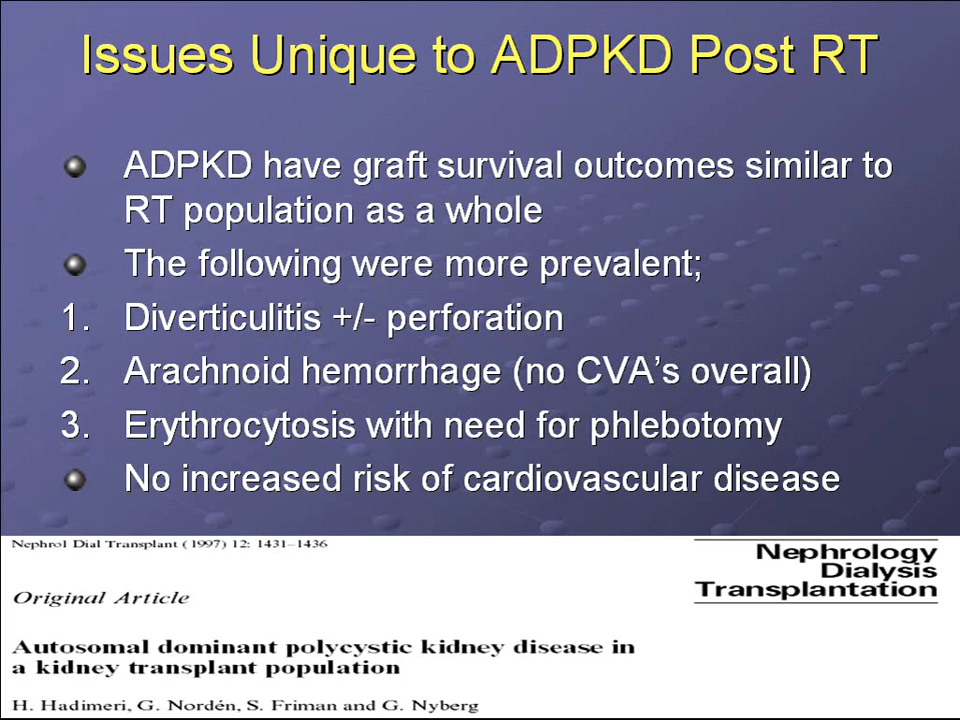 Issues Unique to ADPKD Post RT
ADPKD have graft survival outcomes similar to
RT population as a whole
The following were more prevalent;
1. Diverticulitis +/- perforation
2. Arachnoid hemorrhage (no CVA's overall)
3. Erythrocytosis with need for phlebotomy
No increased risk of cardiovascular disease
Nephrol Dial Transplant (1997) 12: 1431–1436
Nephrology
Dialysis
Transplantation
Original Article
Autosomal dominant polycystic kidney disease in
a kidney transplant population
H. Hadimeri, G. Nordén, S. Friman and G. Nyberg